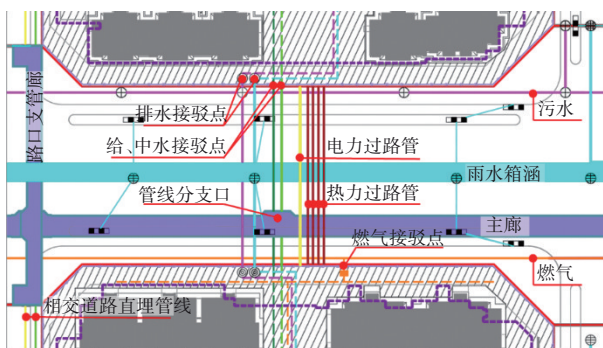 排水接驳点
污水
给、中水接驳点
电力过路管
路口支管廊
雨水箱涵
管线分支口
热力过路管
主廊
燃气接驳点
燃气
相交道路直埋管线